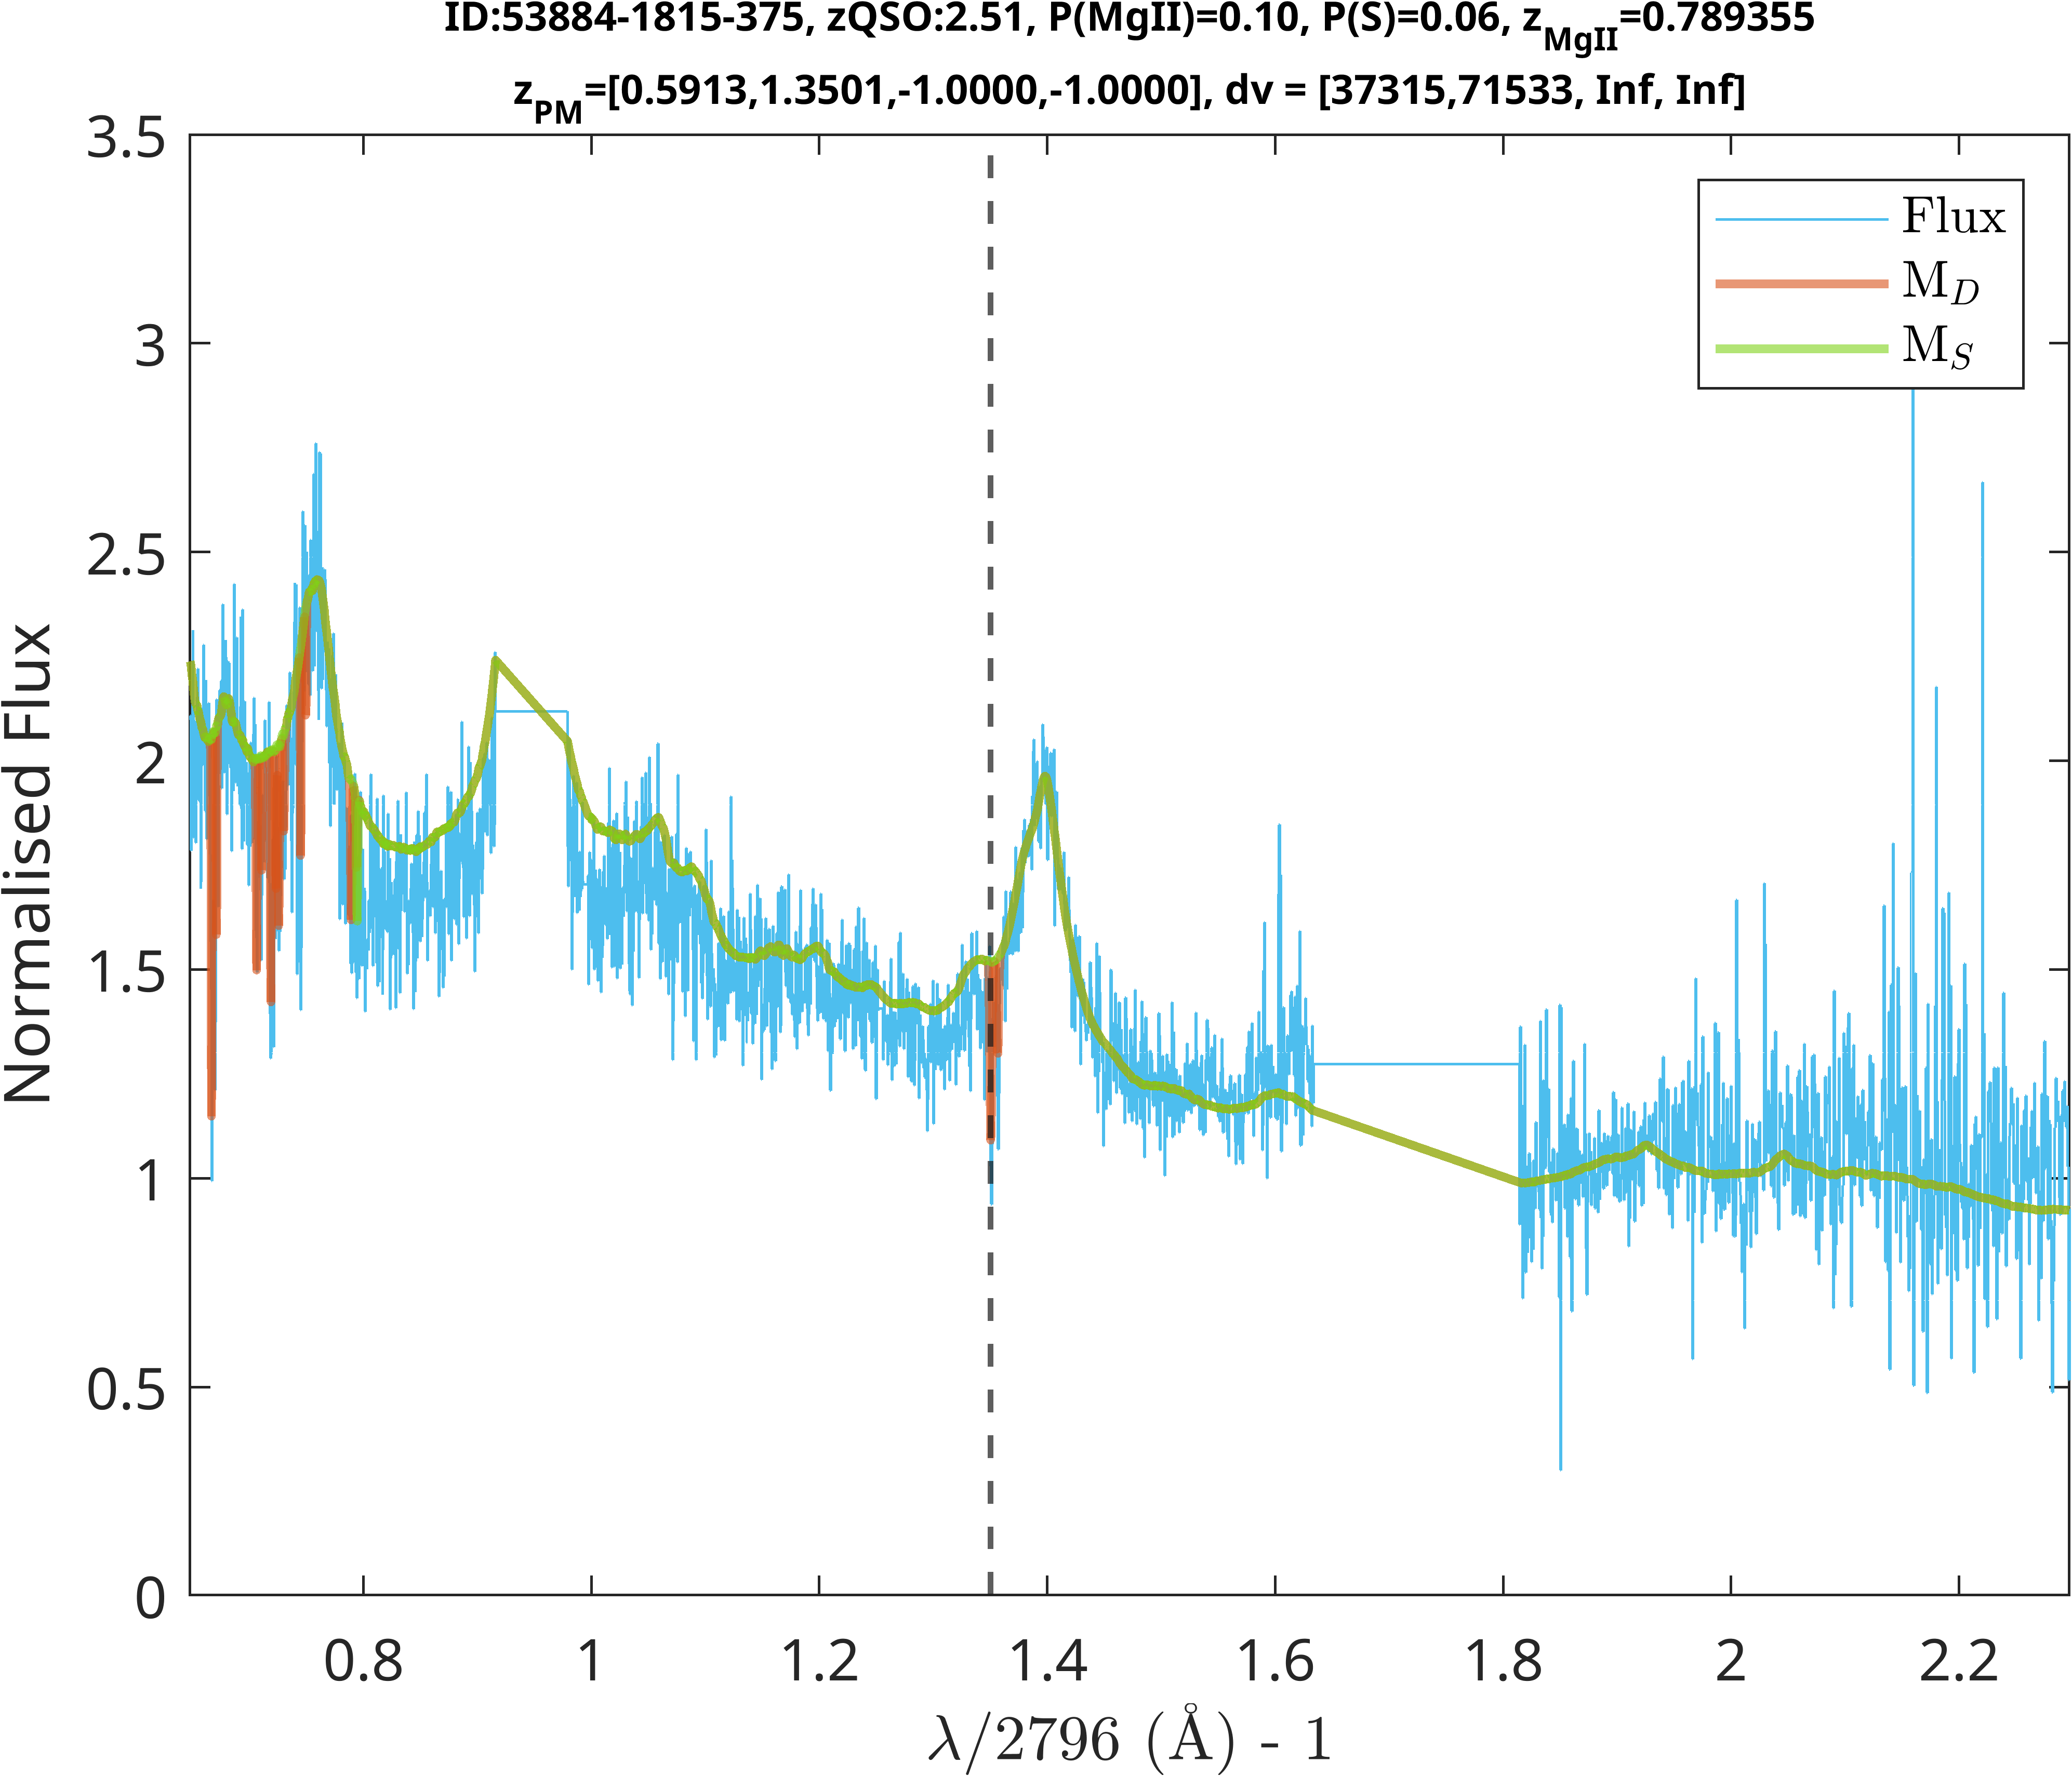 ID:53884-1815-375, zQSO:2.51, P(MgII)=0.10, P(S)=0.06, zMgII=0.789355
zPM=[0.5913,1.3501,-1.0000,-1.0000], dv = [37315,71533, Inf, Inf]
3.5
3
2.5
2
1.5
1
0.5
0
Normalised Flux
Flux
MD
MS
0.8
1
1.2
1.4
1.6
1.8
2
2.2
λ/2796 (Å) - 1